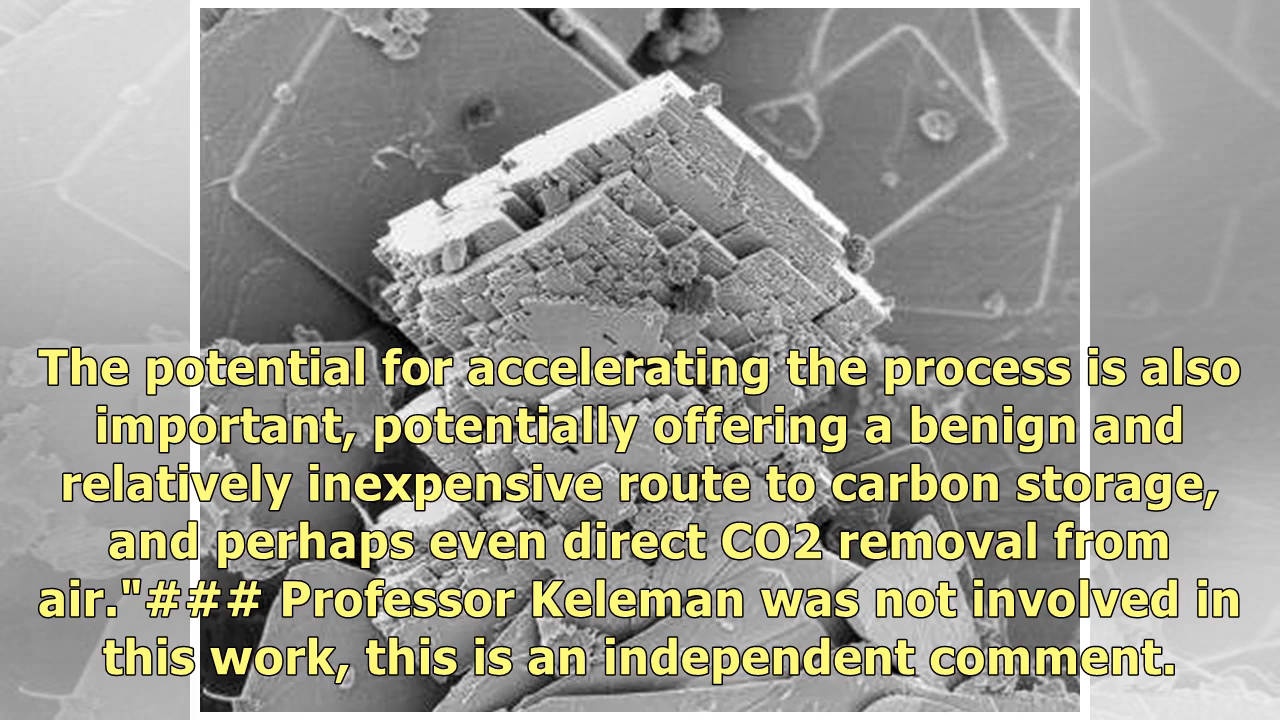 The potential for accelerating the process is also
important, potentially offering a benign and
relatively inexpensive route to carbon storage,
and perhaps even direct CO2 removal from
air."### Professor Keleman was not involved in
this work, this is an independent comment.